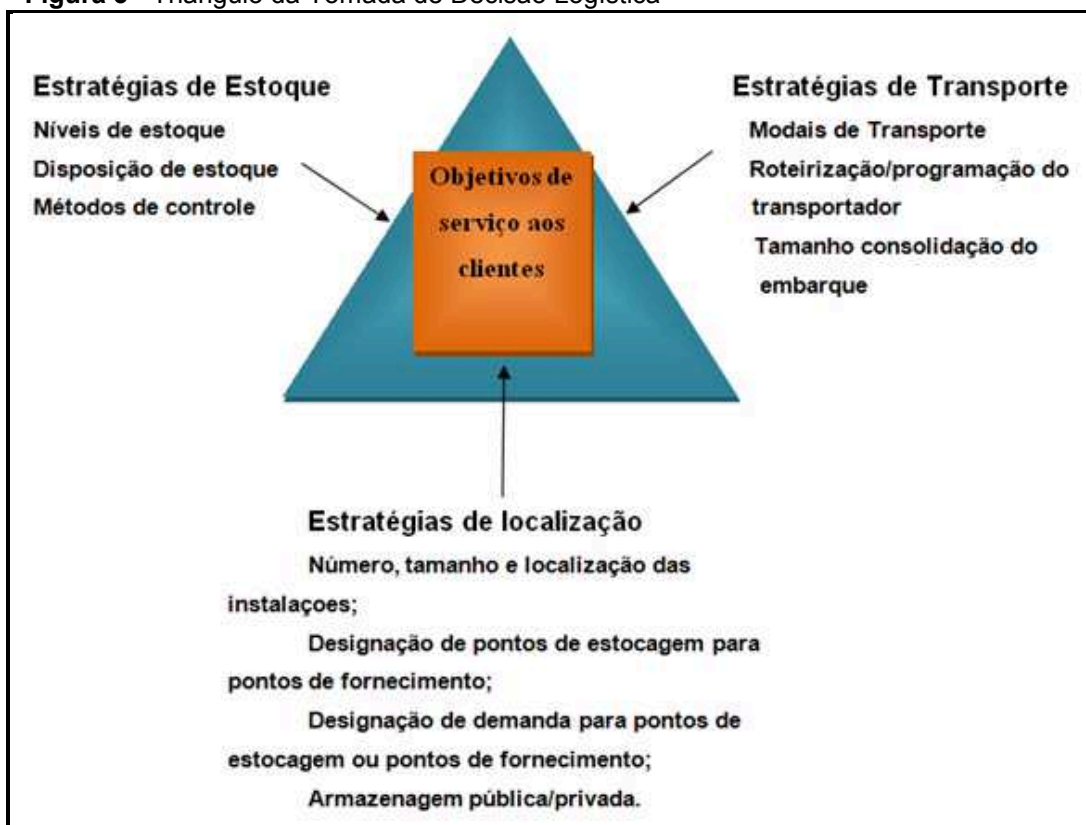 Triângulo da Tomada de Decisão Logística
Estratégias de Estoque
Níveis de estoque
Disposição de estoque
Métodos de controle
Objetivos de
serviço aos
clientes
Estratégias de Transporte
Modais de Transporte
Roteirização/programação do
transportador
Tamanho consolidação do
embarque
Estratégias de localização
Número, tamanho e localização das
instalaçoes;
Designação de pontos de estocagem para
pontos de fornecimento;
Designação de demanda para pontos de
estocagem ou pontos de fornecimento;
Armazenagem pública/privada.